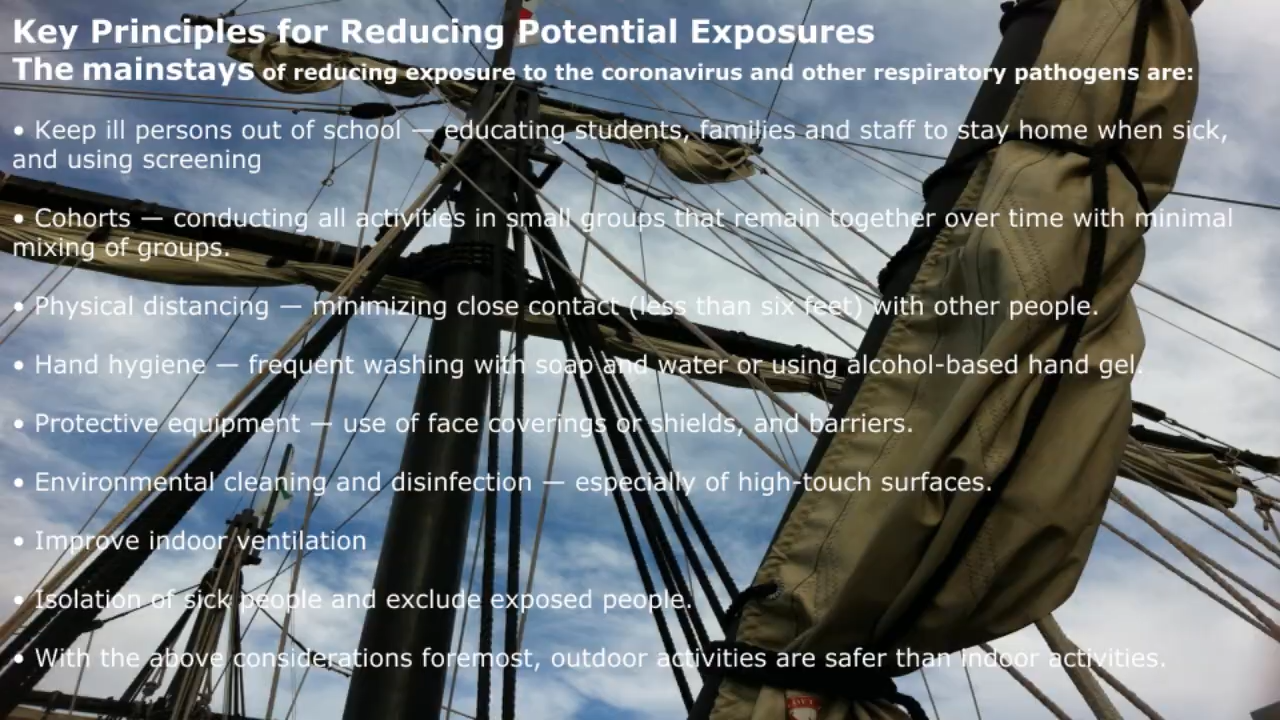 Key Principles for Reducing Potential Exposures
The mainstays of reducing exposure to the coronavirus and other respiratory pathogens are:
• Keep ill persons out of school — educating students, families and staff to stay home when sick,
and using screening
• Cohorts — conducting all activities in small groups that remain together over time with minimal
mixing of groups.
• Physical distancing — minimizing close contact (less than six feet) with other people.
• Hand hygiene — frequent washing with soap and water or using alcohol-based hand gel.
• Protective equipment — use of face coverings or shields, and barriers.
• Environmental cleaning and disinfection — especially of high-touch surfaces.
• Improve indoor ventilation
• Isolation of sick people and exclude exposed people.
• With the above considerations foremost, outdoor activities are safer than indoor activities.